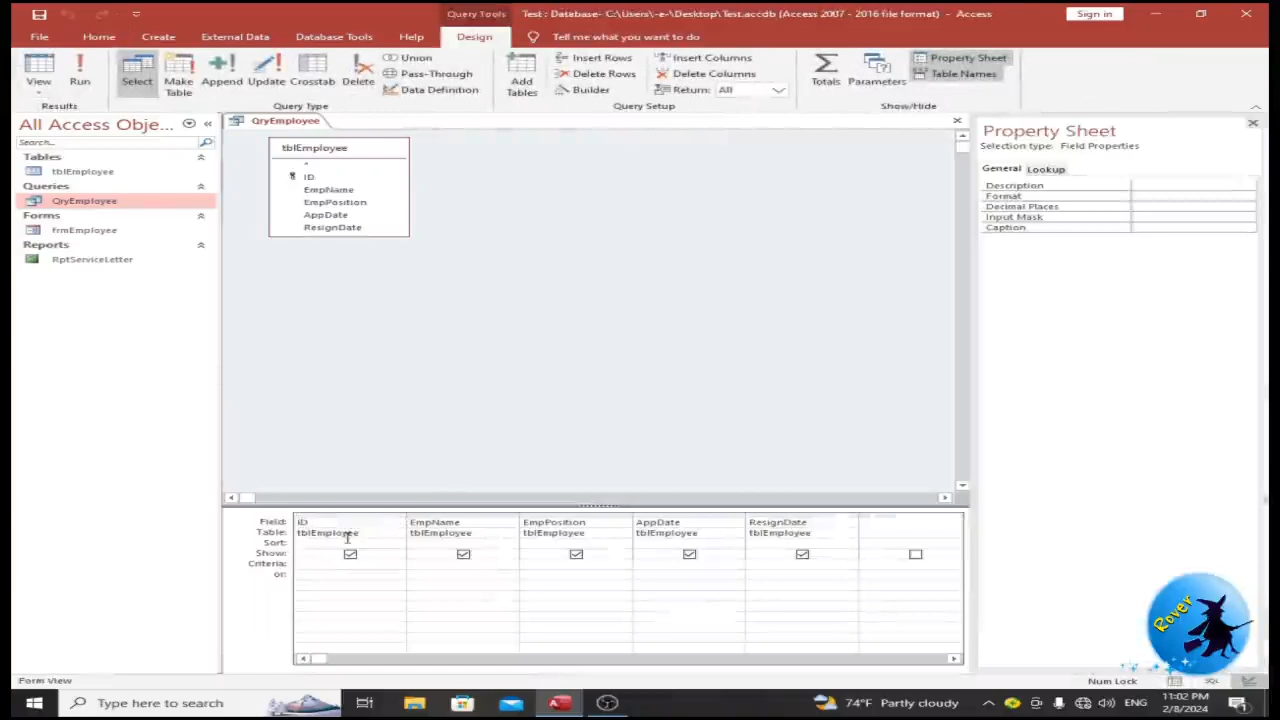 Query Tools
Test : Database- C:\Users\-e-\Desktop\Test.accdb (Access 2007 - 2016 file format) - Access
Sign in
File Home Create External Data Database Tools Help Design Tell me what you want to do
View
Run
Results
Select
Make Table
Append
Update
Crosstab
Delete
Union
Pass-Through
Data Definition
Query Type
Add Tables
Insert Rows
Delete Rows
Builder
Insert Columns
Delete Columns
Return: All
Query Setup
Totals
Parameters
Property Sheet
Table Names
Show/Hide
All Access Obje...
Search...
Tables
tblEmployee
Queries
QryEmployee
Forms
frmEmployee
Reports
RptServiceLetter
QryEmployee
tblEmployee
*
ID
EmpName
EmpPosition
AppDate
ResignDate
Property Sheet
Selection type: Field Properties
General Lookup
Description
Format
Decimal Places
Input Mask
Caption
Field: ID EmpName EmpPosition AppDate ResignDate
Table: tblEmployee tblEmployee tblEmployee tblEmployee tblEmployee
Sort:
Show:
Criteria:
or:
Rover
Form View
Num Lock
SQL
Type here to search
74°F Partly cloudy
ENG
11:02 PM
2/8/2024
1